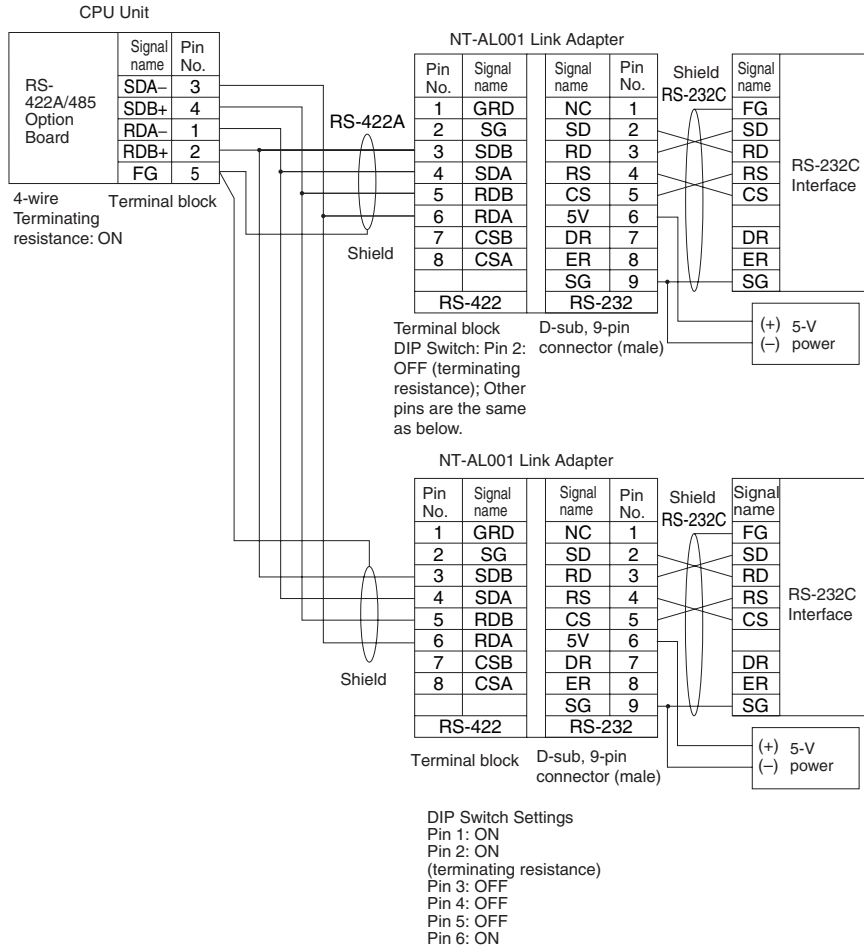 CPU Unit
RS-
422A/485
Option
Board
Signal name Pin No.
SDA– 3
SDB+ 4
RDA– 1
RDB+ 2
FG 5
4-wire
Terminating
resistance: ON
Terminal block
RS-422A
Shield
NT-AL001 Link Adapter
Pin No. Signal name Signal name Pin No.
1 GRD NC 1
2 SG SD 2
3 SDB RD 3
4 SDA RS 4
5 RDB CS 5
6 RDA 5V 6
7 CSB DR 7
8 CSA ER 8
SG 9
RS-422 RS-232
Shield
RS-232C
Signal name
FG
SD
RD
RS
CS
DR
ER
SG
RS-232C
Interface
Terminal block
DIP Switch: Pin 2:
OFF (terminating
resistance); Other
pins are the same
as below.
D-sub, 9-pin
connector (male)
(+) 5-V
(–) power
NT-AL001 Link Adapter
Pin No. Signal name Signal name Pin No.
1 GRD NC 1
2 SG SD 2
3 SDB RD 3
4 SDA RS 4
5 RDB CS 5
6 RDA 5V 6
7 CSB DR 7
8 CSA ER 8
SG 9
RS-422 RS-232
Shield
Shield
RS-232C
Signal name
FG
SD
RD
RS
CS
DR
ER
SG
RS-232C
Interface
Terminal block
D-sub, 9-pin
connector (male)
(+) 5-V
(–) power
DIP Switch Settings
Pin 1: ON
Pin 2: ON
(terminating resistance)
Pin 3: OFF
Pin 4: OFF
Pin 5: OFF
Pin 6: ON